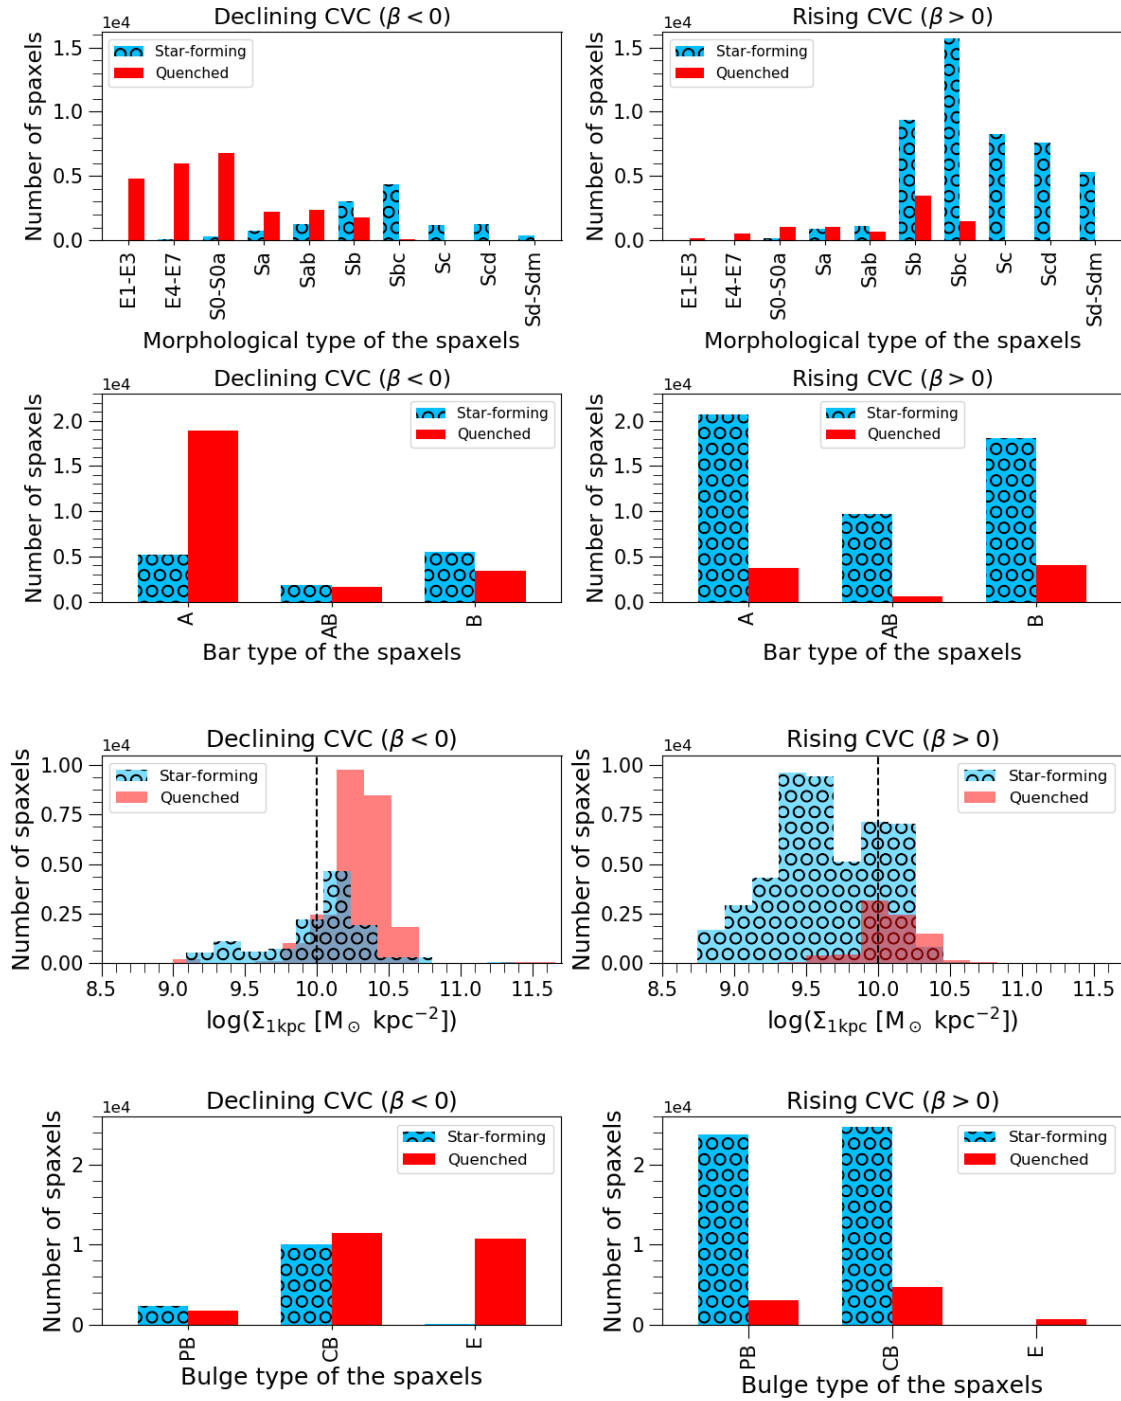 Declining CVC (β < 0)
1e4
Number of spaxels
1.5
1.0
0.5
0.0
Star-forming
Quenched
E1-E3
E4-E7
S0-S0a
Sa
Sab
Sb
Sbc
Sc
Scd
Sd-Sdm
Morphological type of the spaxels
Rising CVC (β > 0)
1e4
Number of spaxels
1.5
1.0
0.5
0.0
Star-forming
Quenched
E1-E3
E4-E7
S0-S0a
Sa
Sab
Sb
Sbc
Sc
Scd
Sd-Sdm
Morphological type of the spaxels
Declining CVC (β < 0)
1e4
Number of spaxels
2.0
1.5
1.0
0.5
0.0
Star-forming
Quenched
A
AB
B
Bar type of the spaxels
Rising CVC (β > 0)
1e4
Number of spaxels
2.0
1.5
1.0
0.5
0.0
Star-forming
Quenched
A
AB
B
Bar type of the spaxels
Declining CVC (β < 0)
1e4
Number of spaxels
1.00
0.75
0.50
0.25
0.00
Star-forming
Quenched
8.5 9.0 9.5 10.0 10.5 11.0 11.5
log(Σ₁kpc [M⊙ kpc⁻²])
Rising CVC (β > 0)
1e4
Number of spaxels
1.00
0.75
0.50
0.25
0.00
Star-forming
Quenched
8.5 9.0 9.5 10.0 10.5 11.0 11.5
log(Σ₁kpc [M⊙ kpc⁻²])
Declining CVC (β < 0)
1e4
Number of spaxels
2
1
0
Star-forming
Quenched
PB
CB
E
Bulge type of the spaxels
Rising CVC (β > 0)
1e4
Number of spaxels
2
1
0
Star-forming
Quenched
PB
CB
E
Bulge type of the spaxels